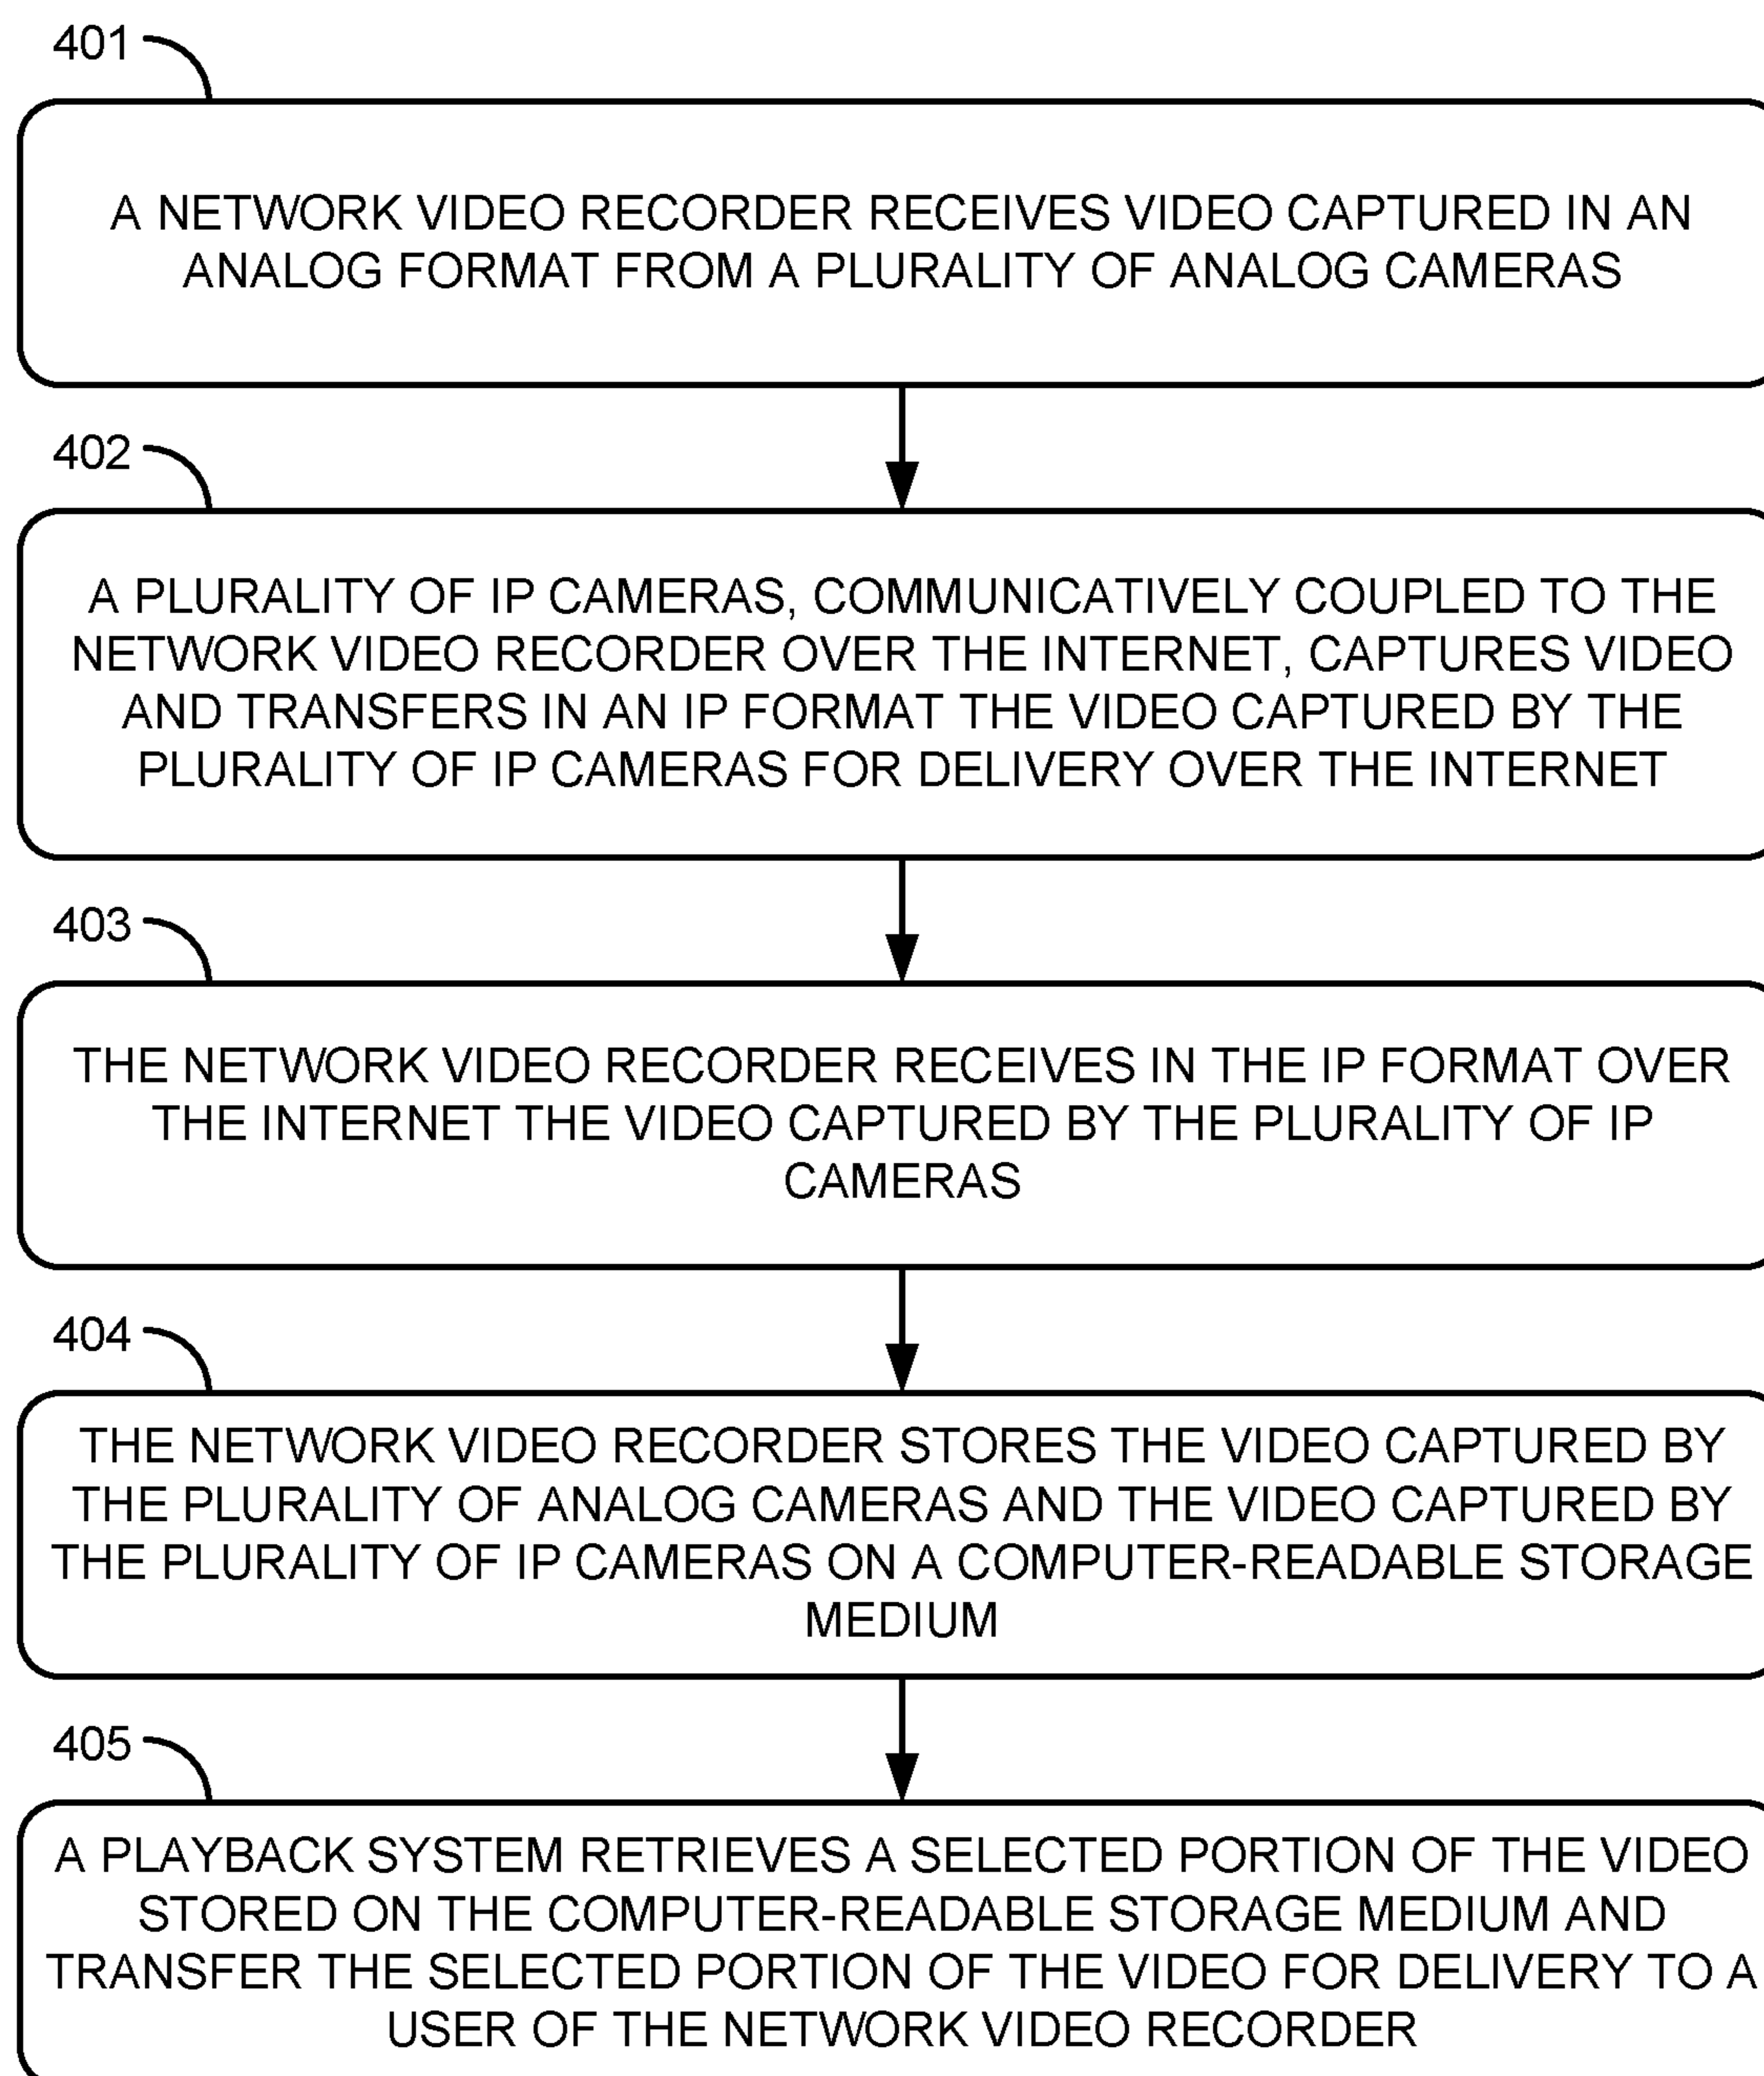 401
A NETWORK VIDEO RECORDER RECEIVES VIDEO CAPTURED IN AN
ANALOG FORMAT FROM A PLURALITY OF ANALOG CAMERAS
402
A PLURALITY OF IP CAMERAS, COMMUNICATIVELY COUPLED TO THE
NETWORK VIDEO RECORDER OVER THE INTERNET, CAPTURES VIDEO
AND TRANSFERS IN AN IP FORMAT THE VIDEO CAPTURED BY THE
PLURALITY OF IP CAMERAS FOR DELIVERY OVER THE INTERNET
403
THE NETWORK VIDEO RECORDER RECEIVES IN THE IP FORMAT OVER
THE INTERNET THE VIDEO CAPTURED BY THE PLURALITY OF IP
CAMERAS
404
THE NETWORK VIDEO RECORDER STORES THE VIDEO CAPTURED BY
THE PLURALITY OF ANALOG CAMERAS AND THE VIDEO CAPTURED BY
THE PLURALITY OF IP CAMERAS ON A COMPUTER-READABLE STORAGE
MEDIUM
405
A PLAYBACK SYSTEM RETRIEVES A SELECTED PORTION OF THE VIDEO
STORED ON THE COMPUTER-READABLE STORAGE MEDIUM AND
TRANSFER THE SELECTED PORTION OF THE VIDEO FOR DELIVERY TO A
USER OF THE NETWORK VIDEO RECORDER